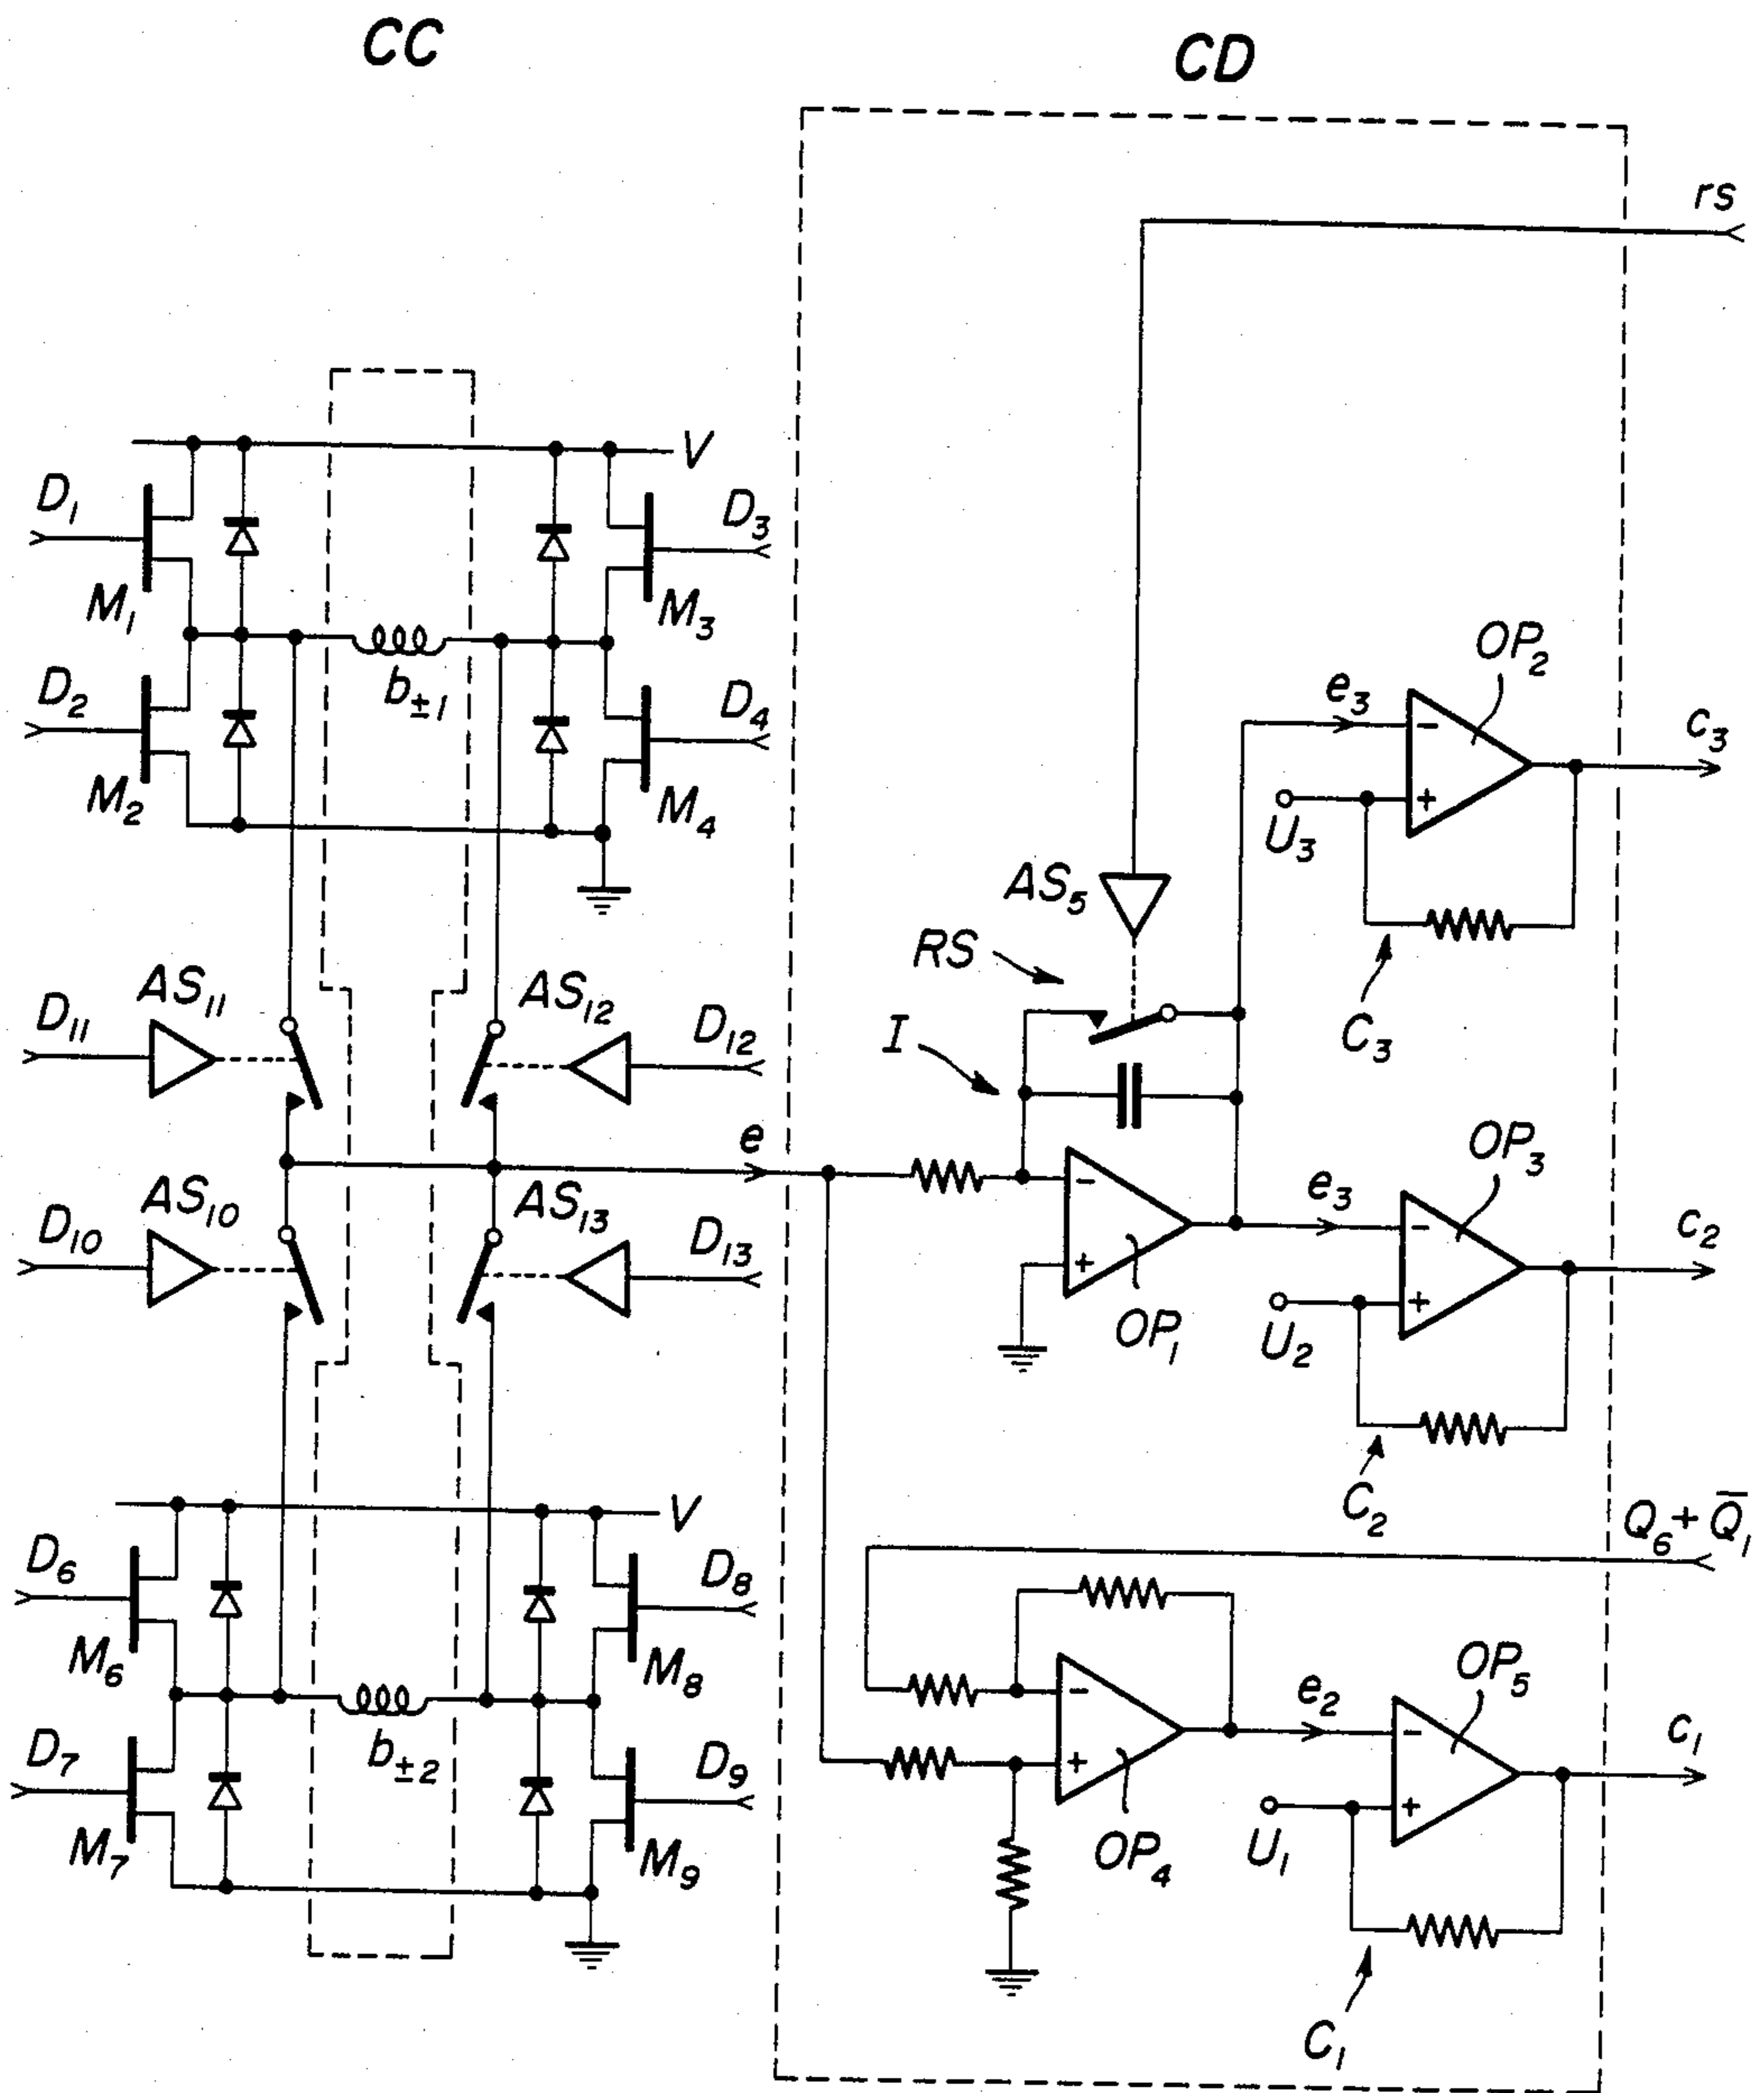 CC
CD
rs
V
D₁
D₃
M₁
M₃
b±1
D₂
D₄
M₂
M₄
OP₂
e₃
c₃
−
+
U₃
C₃
AS₅
RS
I
AS₁₁
AS₁₂
D₁₁
D₁₂
e
AS₁₀
AS₁₃
D₁₀
D₁₃
−
+
OP₁
OP₃
e₃
c₂
−
+
U₂
C₂
Q₆+Q̅₁
V
D₆
D₈
M₆
M₈
b±2
D₇
D₉
M₇
M₉
−
+
OP₄
OP₅
e₂
c₁
−
+
U₁
C₁